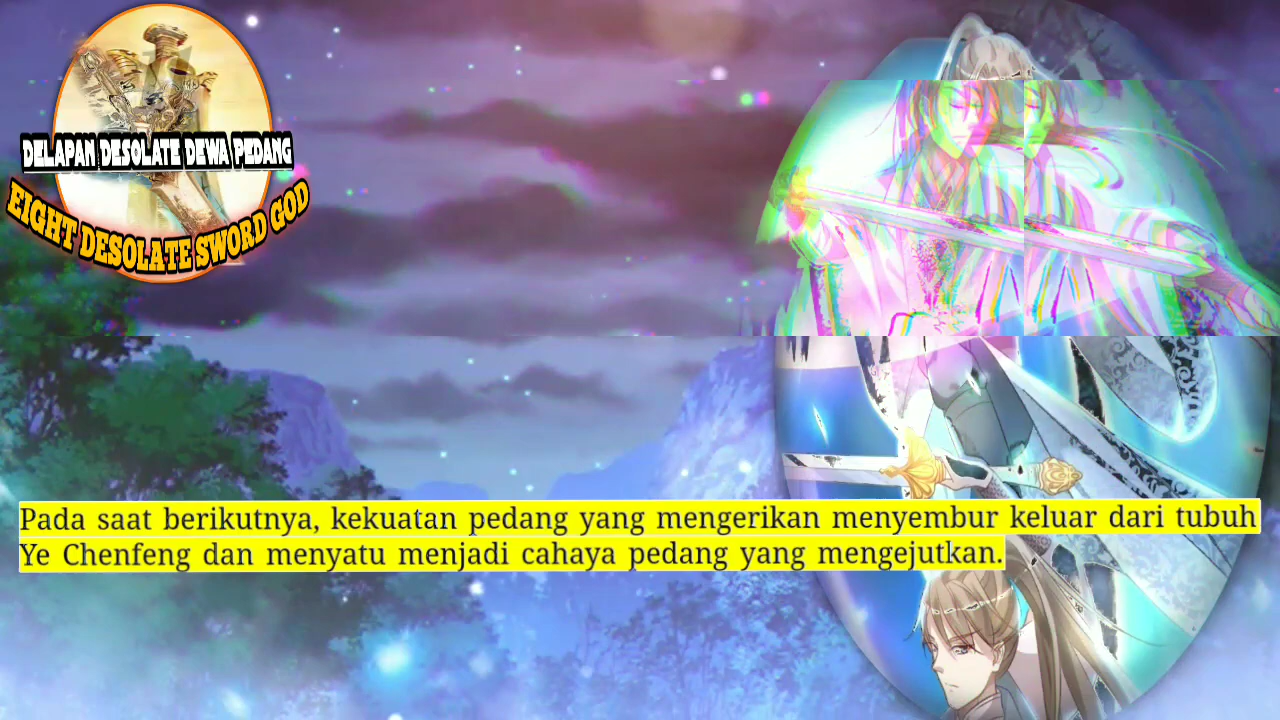 DELAPAN DESOLATE DEWA PEDANG
EIGHT DESOLATE SWORD GOD
Pada saat berikutnya, kekuatan pedang yang mengerikan menyembur keluar dari tubuh
Ye Chenfeng dan menyatu menjadi cahaya pedang yang mengejutkan.